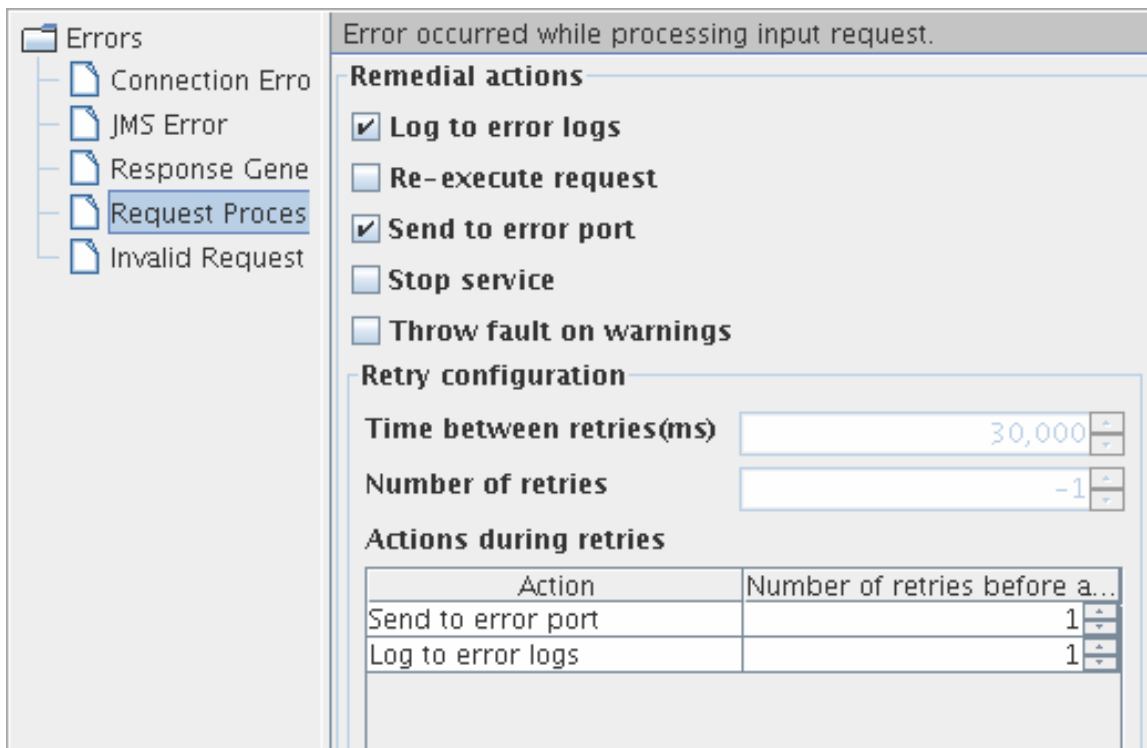 Errors
Connection Erro
JMS Error
Response Gene
Request Proces
Invalid Request
Error occurred while processing input request.
Remedial actions
Log to error logs
Re-execute request
Send to error port
Stop service
Throw fault on warnings
Retry configuration
Time between retries(ms) 30,000
Number of retries -1
Actions during retries
Action Number of retries before a...
Send to error port 1
Log to error logs 1